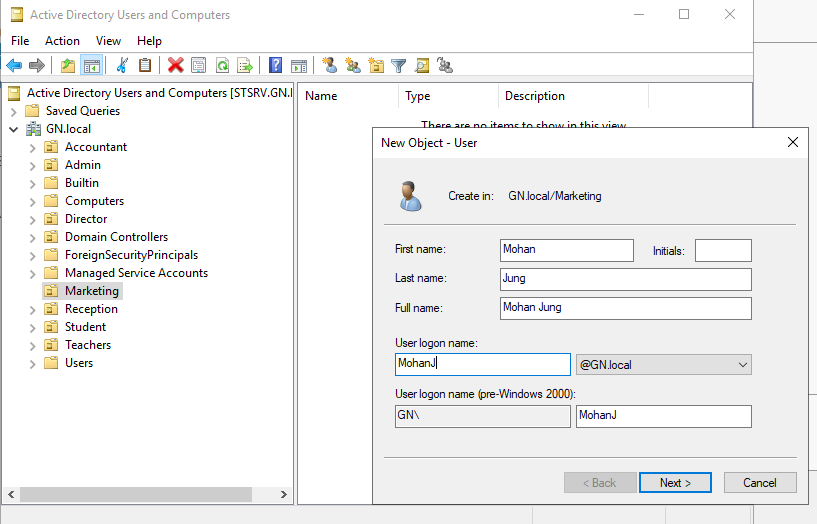 Active Directory Users and Computers
File Action View Help
Active Directory Users and Computers [STSRV.GN.
Saved Queries
GN.local
Accountant
Admin
Builtin
Computers
Director
Domain Controllers
ForeignSecurityPrincipals
Managed Service Accounts
Marketing
Reception
Student
Teachers
Users
Name Type Description
There are no items to show in this view.
New Object - User
Create in: GN.local/Marketing
First name: Mohan Initials:
Last name: Jung
Full name: Mohan Jung
User logon name:
MohanJ @GN.local
User logon name (pre-Windows 2000):
GN\ MohanJ
< Back Next > Cancel